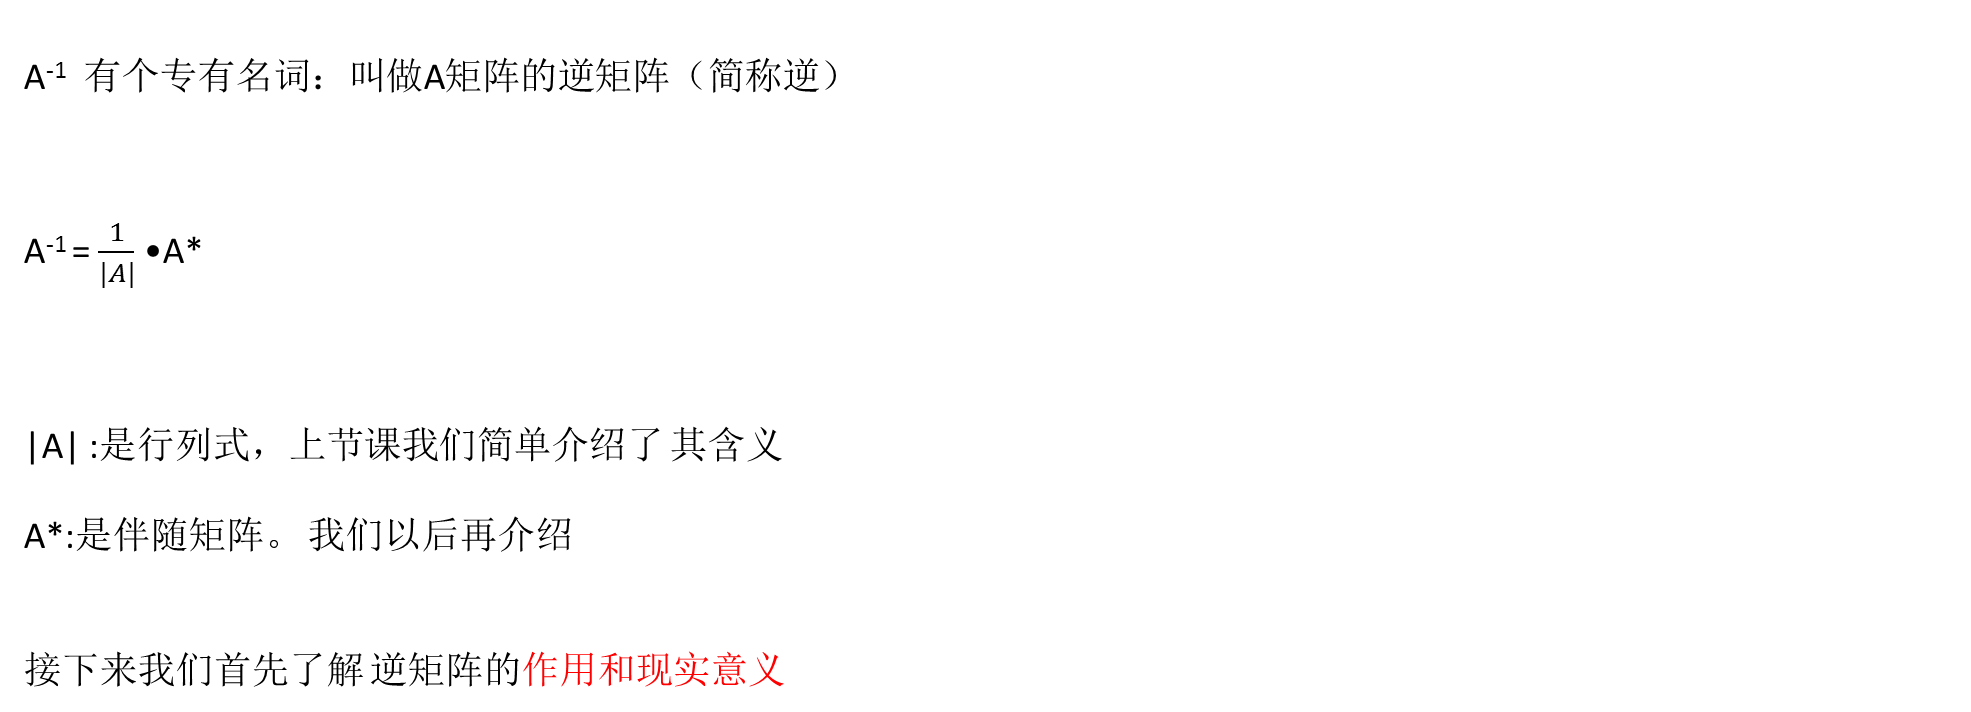 A⁻¹ 有个专有名词：叫做A矩阵的逆矩阵（简称逆）
A⁻¹=1/|A| •A*
|A| :是行列式，上节课我们简单介绍了其含义
A*:是伴随矩阵。我们以后再介绍
接下来我们首先了解逆矩阵的作用和现实意义